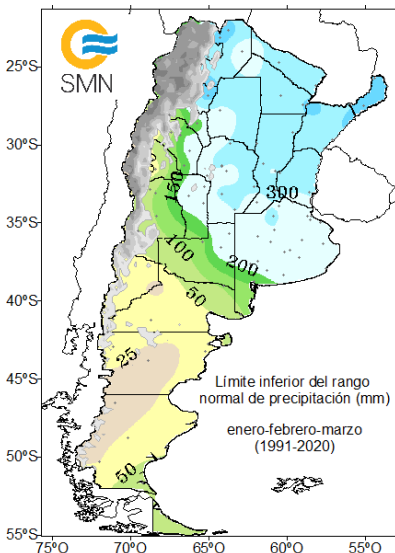 SMN
25°S
30°S
35°S
40°S
45°S
50°S
55°S
150
300
100
200
50
25
50
Límite inferior del rango
normal de precipitación (mm)
enero-febrero-marzo
(1991-2020)
75°O 70°O 65°O 60°O 55°O